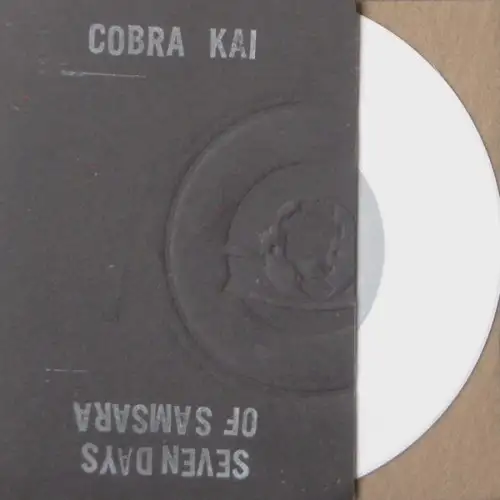 COBRA KAI
SEVEN DAYS
OF SAMSARA